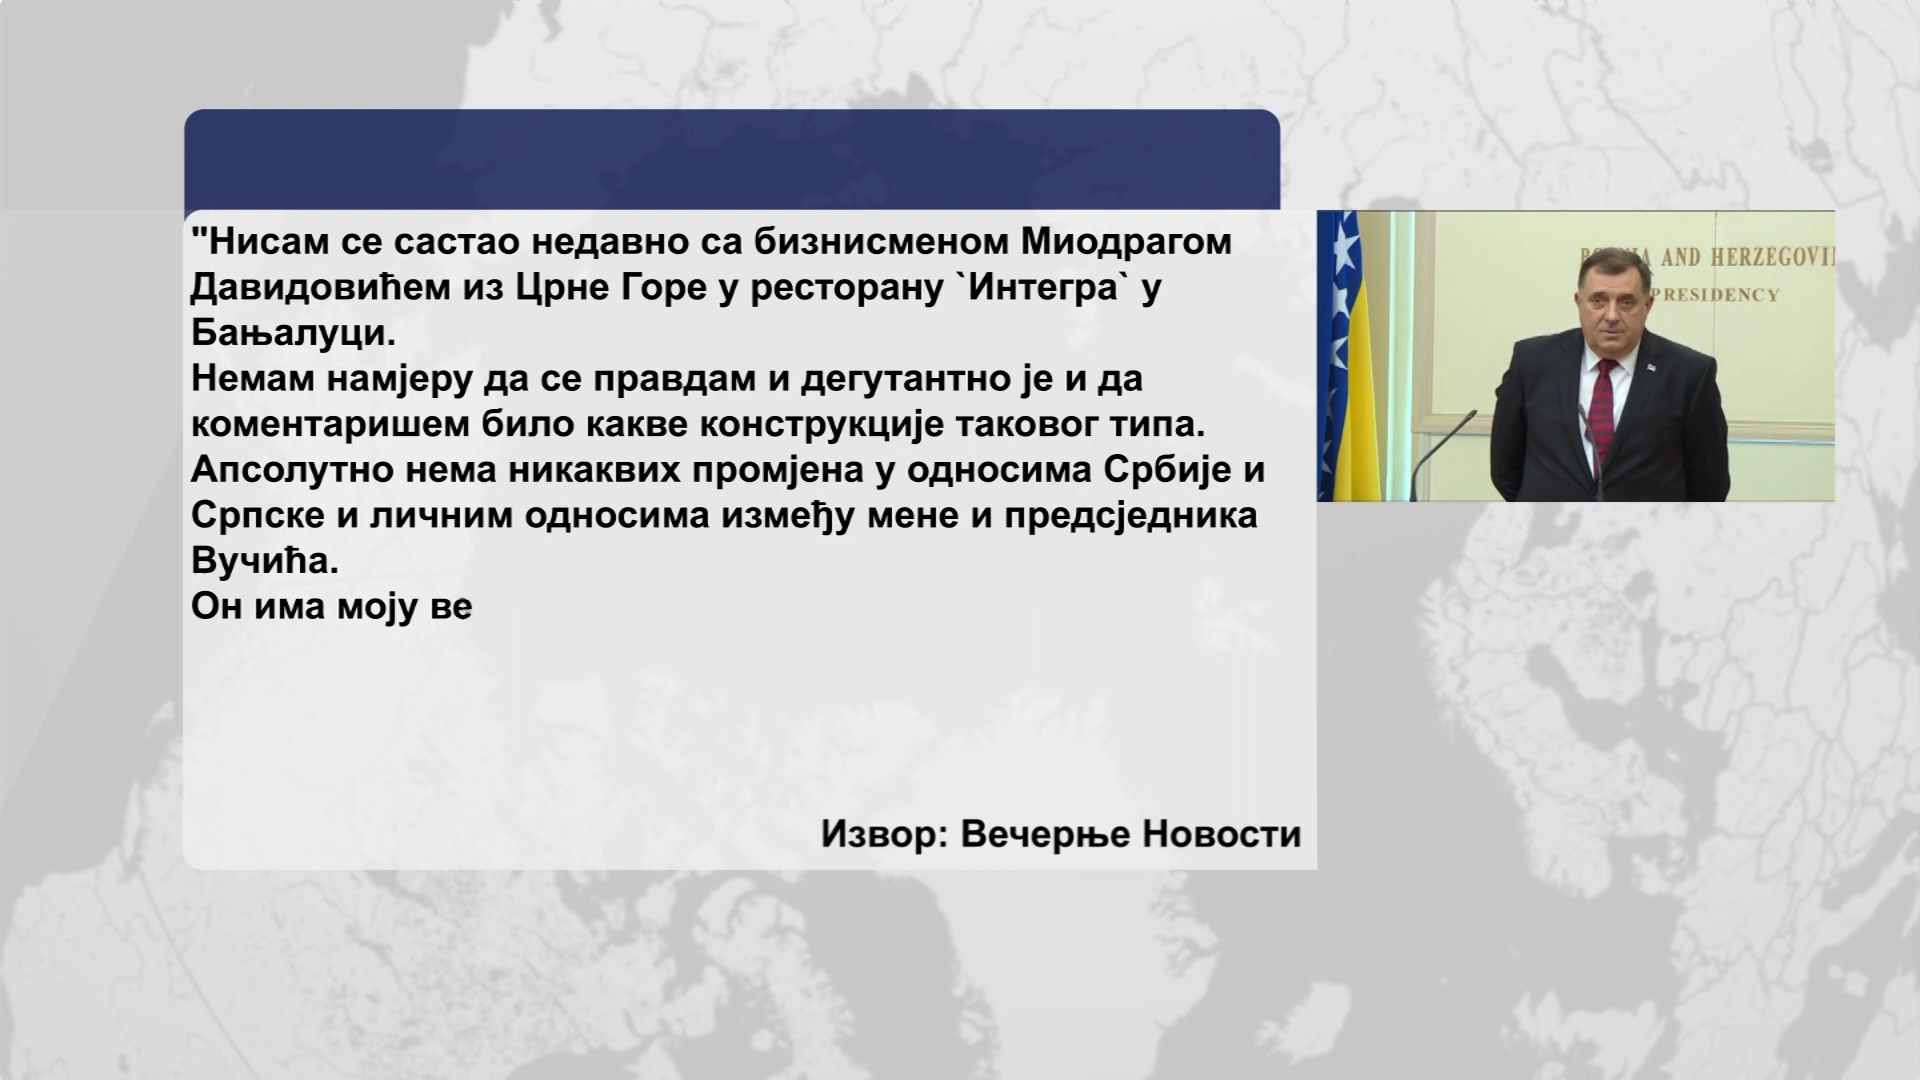 "Нисам се састао недавно са бизнисменом Миодрагом
Давидовићем из Црне Горе у ресторану `Интегра` у
Бањалуци.
Немам намјеру да се правдам и дегутантно је и да
коментаришем било какве конструкције таковог типа.
Апсолутно нема никаквих промјена у односима Србије и
Српске и личним односима између мене и предсједника
Вучића.
Он има моју ве
Извор: Вечерње Новости
AND HERZEGOVI
PRESIDENCY